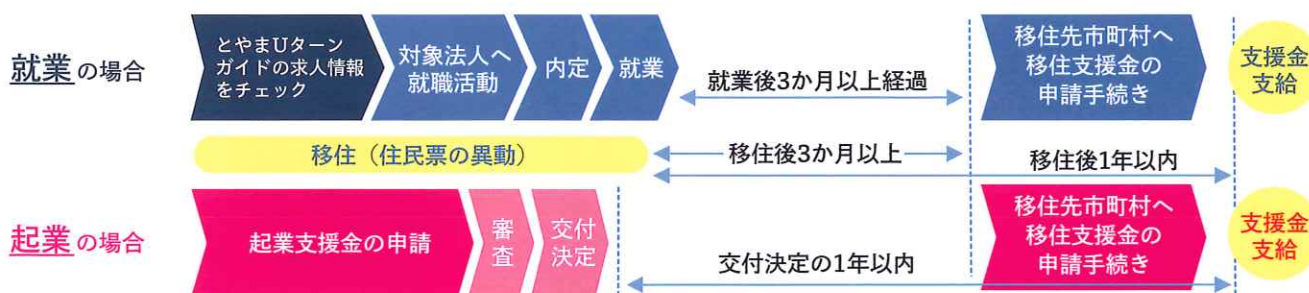 就業の場合
とやまUターン
ガイドの求人情報
をチェック
対象法人へ
就職活動
内定
就業
就業後3か月以上経過
移住先市町村へ
移住支援金の
申請手続き
支援金
支給
移住（住民票の異動）
移住後3か月以上
移住後1年以内
起業の場合
起業支援金の申請
審
査
交付
決定
交付決定の1年以内
移住先市町村へ
移住支援金の
申請手続き
支援金
支給